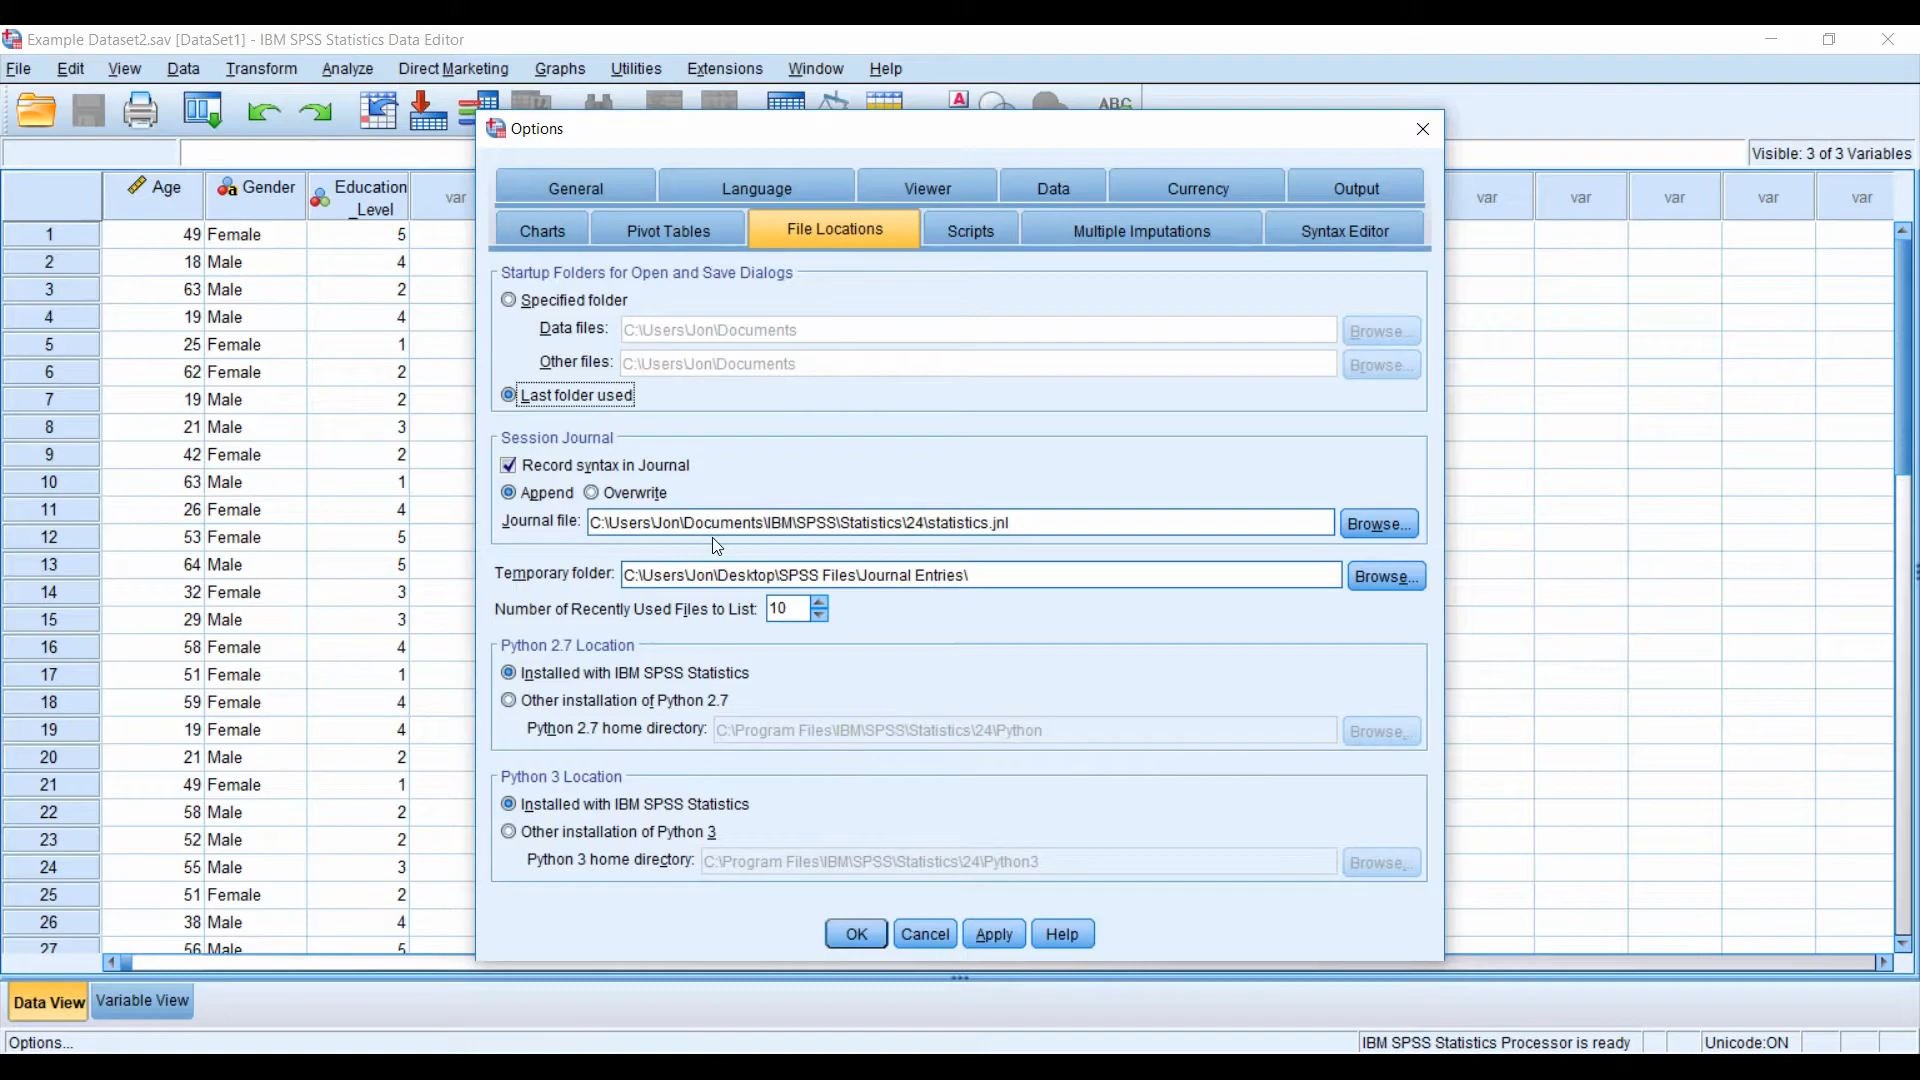 Example Dataset2.sav [DataSet1] - IBM SPSS Statistics Data Editor
File Edit View Data Transform Analyze Direct Marketing Graphs Utilities Extensions Window Help
A ABC
Visible: 3 of 3 Variables
Age Gender Education_Level var var var var var var
1 49 Female 5
2 18 Male 4
3 63 Male 2
4 19 Male 4
5 25 Female 1
6 62 Female 2
7 19 Male 2
8 21 Male 3
9 42 Female 2
10 63 Male 1
11 26 Female 4
12 53 Female 5
13 64 Male 5
14 32 Female 3
15 29 Male 3
16 58 Female 4
17 51 Female 1
18 59 Female 4
19 19 Female 4
20 21 Male 2
21 49 Female 1
22 58 Male 2
23 52 Male 2
24 55 Male 3
25 51 Female 2
26 38 Male 4
27 56 Male 5
Options
General Language Viewer Data Currency Output
Charts Pivot Tables File Locations Scripts Multiple Imputations Syntax Editor
Startup Folders for Open and Save Dialogs
Specified folder
Data files: C:\Users\Jon\Documents Browse...
Other files: C:\Users\Jon\Documents Browse...
Last folder used
Session Journal
Record syntax in Journal
Append Overwrite
Journal file: C:\Users\Jon\Documents\IBM\SPSS\Statistics\24\statistics.jnl Browse...
Temporary folder: C:\Users\Jon\Desktop\SPSS Files\Journal Entries\ Browse...
Number of Recently Used Files to List: 10
Python 2.7 Location
Installed with IBM SPSS Statistics
Other installation of Python 2.7
Python 2.7 home directory: C:\Program Files\IBM\SPSS\Statistics\24\Python Browse...
Python 3 Location
Installed with IBM SPSS Statistics
Other installation of Python 3
Python 3 home directory: C:\Program Files\IBM\SPSS\Statistics\24\Python3 Browse...
OK Cancel Apply Help
Data View Variable View
Options... IBM SPSS Statistics Processor is ready Unicode:ON